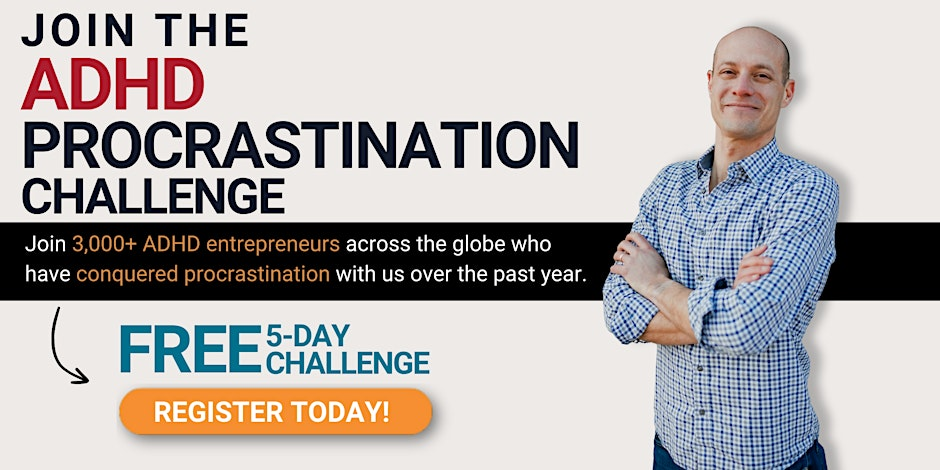 JOIN THE
ADHD
PROCRASTINATION
CHALLENGE
Join 3,000+ ADHD entrepreneurs across the globe who
have conquered procrastination with us over the past year.
FREE 5-DAY
CHALLENGE
REGISTER TODAY!